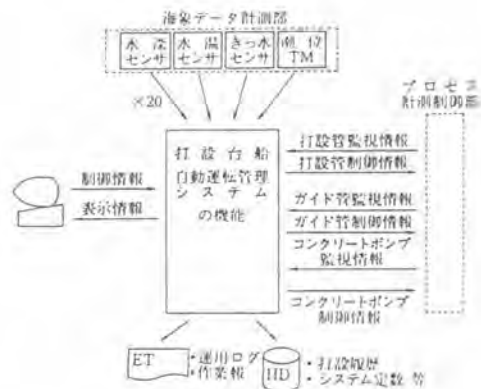 海象データ計測部
水深センサ
水温センサ
きっ水センサ
潮位TM
×20
プロセス
計測制御部
打設台船
自動運転管理
システム
の機能
打設管監視情報
打設管制御情報
制御情報
表示情報
ガイド管監視情報
ガイド管制御情報
コンクリートポンプ
監視情報
コンクリートポンプ
制御情報
ET
・運用ログ
・作業報
HD
・打設履歴
システム定数 等